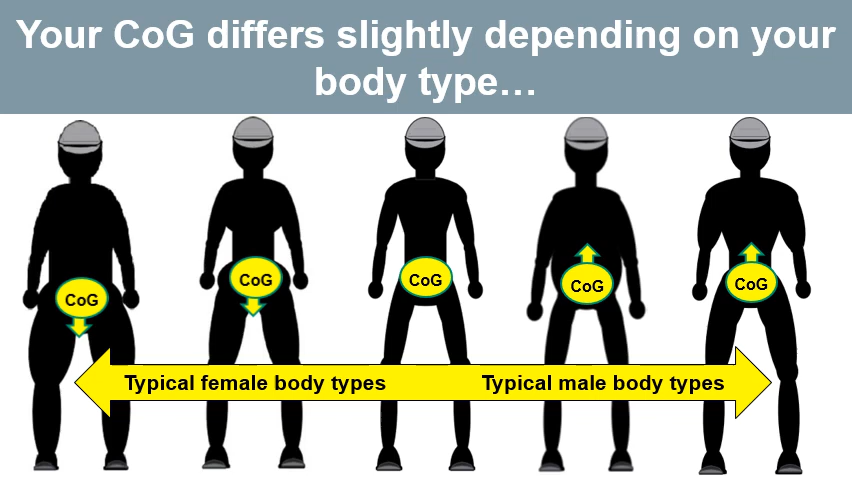 Your CoG differs slightly depending on your
body type…
CoG
CoG
CoG
CoG
CoG
Typical female body types
Typical male body types